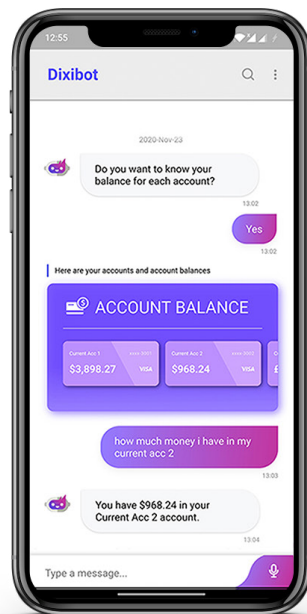 12:55
Dixibot
2020-Nov-23
Do you want to know your
balance for each account?
13:02
Yes
13:02
Here are your accounts and account balances
ACCOUNT BALANCE
Current Acc 1
$3,898.27
VISA
Current Acc 2
$968.24
VISA
£
how much money i have in my
current acc 2
13:03
You have $968.24 in your
Current Acc 2 account.
13:04
Type a message...